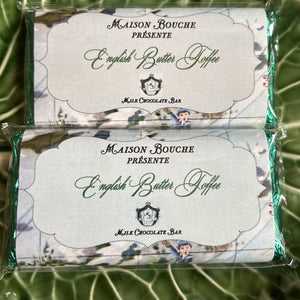 Maison Bouche
présente
English Butter Toffee
Milk Chocolate Bar
Maison Bouche
présente
English Butter Toffee
Milk Chocolate Bar